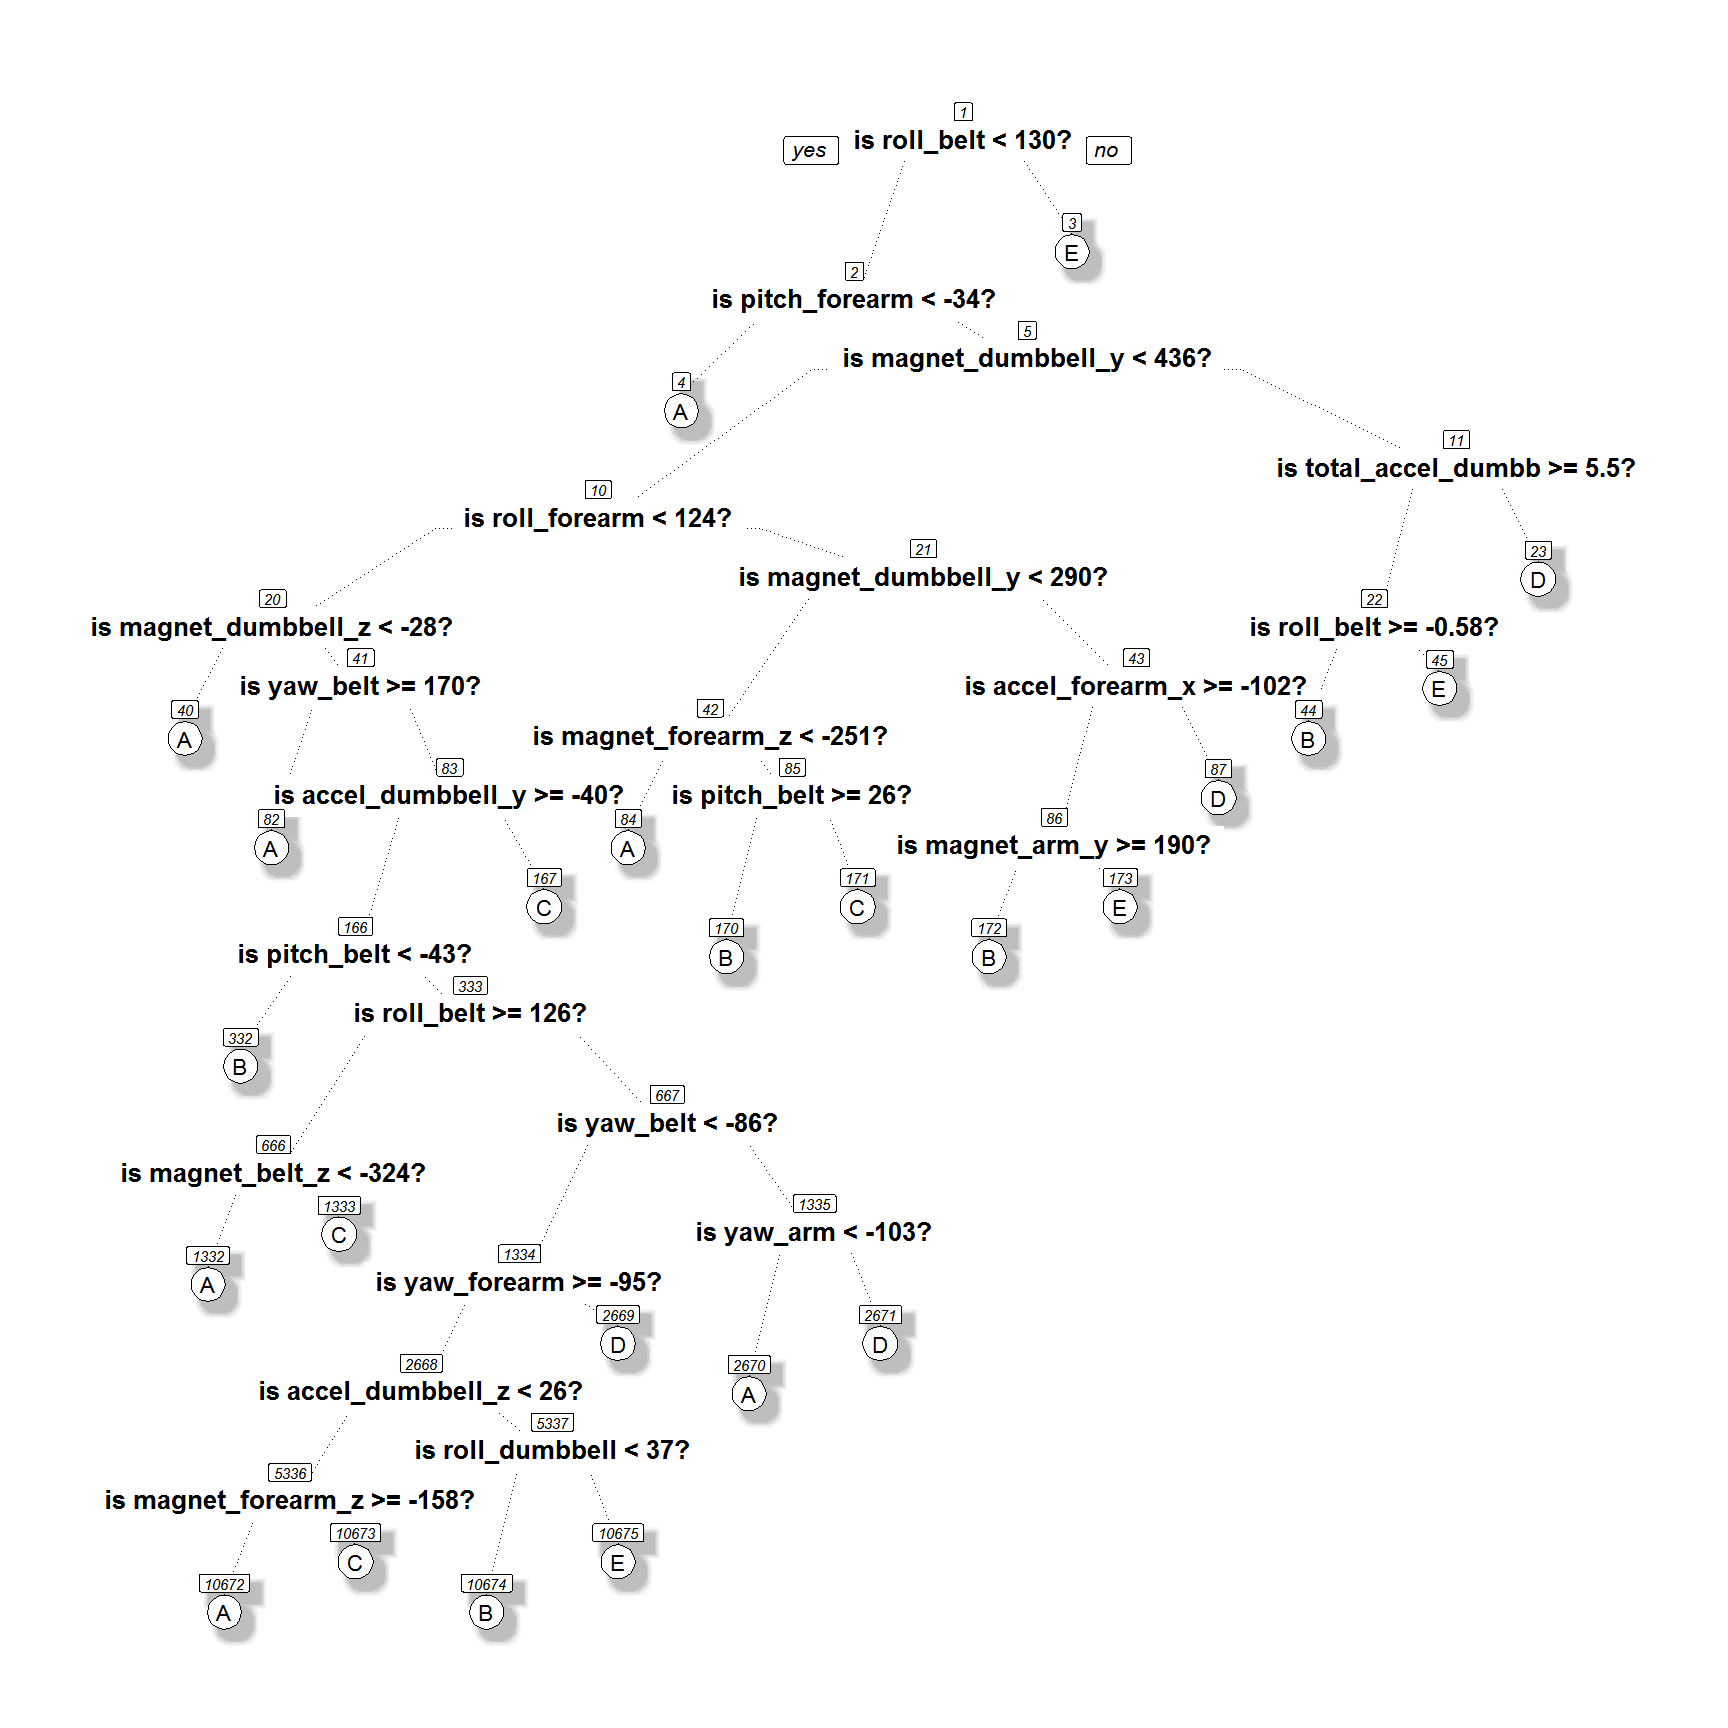 1
yes is roll_belt < 130? no
3
E
2
is pitch_forearm < -34?
5
is magnet_dumbbell_y < 436?
4
A
11
is total_accel_dumbb >= 5.5?
10
is roll_forearm < 124?
21
is magnet_dumbbell_y < 290?
23
D
20
is magnet_dumbbell_z < -28?
22
is roll_belt >= -0.58?
41
is yaw_belt >= 170?
43
is accel_forearm_x >= -102?
45
E
40
A
42
is magnet_forearm_z < -251?
44
B
83
is accel_dumbbell_y >= -40?
85
is pitch_belt >= 26?
87
D
82
A
84
A
86
is magnet_arm_y >= 190?
167
C
171
C
173
E
166
is pitch_belt < -43?
170
B
172
B
333
is roll_belt >= 126?
332
B
667
is yaw_belt < -86?
666
is magnet_belt_z < -324?
1333
C
1335
is yaw_arm < -103?
1332
A
1334
is yaw_forearm >= -95?
2669
D
2671
D
2668
is accel_dumbbell_z < 26?
2670
A
5337
is roll_dumbbell < 37?
5336
is magnet_forearm_z >= -158?
10673
C
10675
E
10672
A
10674
B